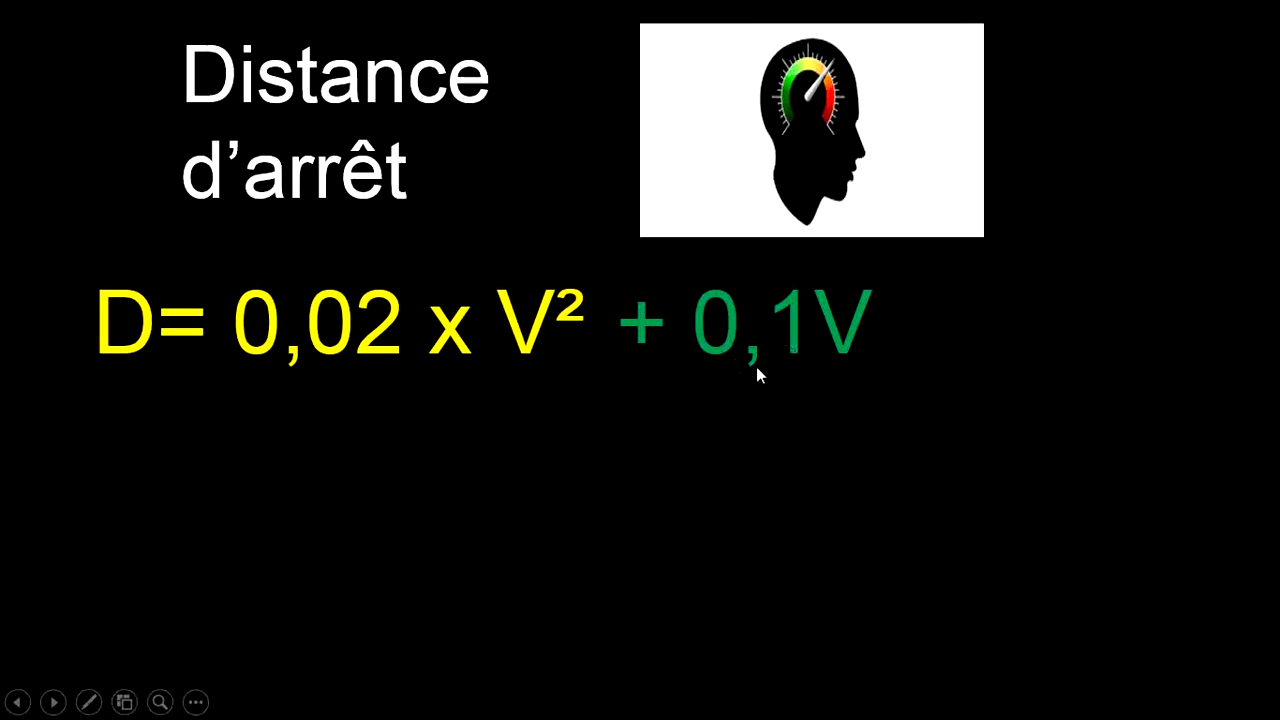 Distance
d’arrêt
D= 0,02 x V² + 0,1V